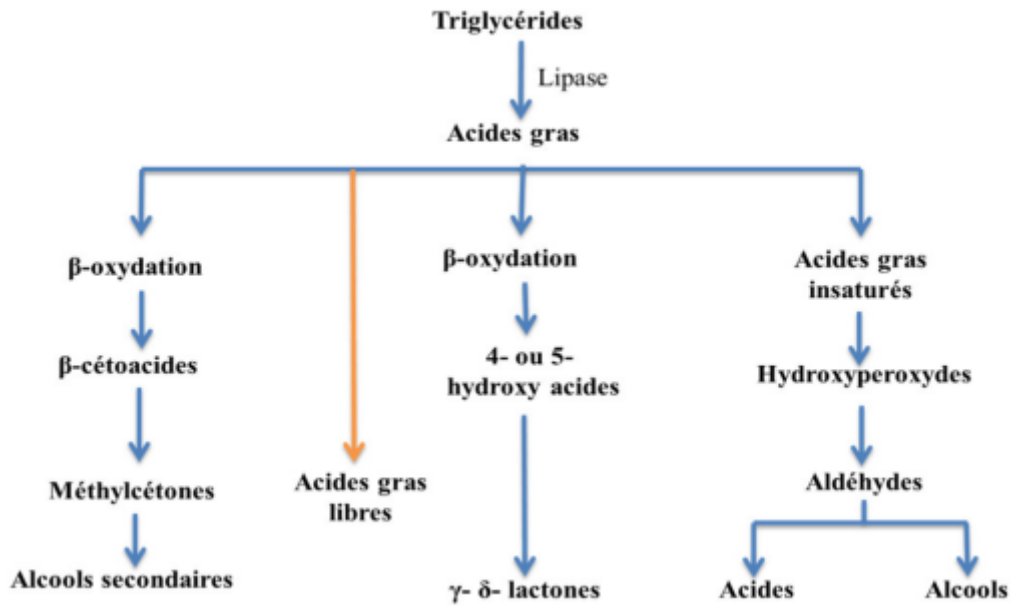 Triglycérides
Lipase
Acides gras
β-oxydation
β-oxydation
Acides gras
insaturés
β-cétoacides
4- ou 5-
hydroxy acides
Hydroxyperoxydes
Méthylcétones
Acides gras
libres
Aldéhydes
Alcools secondaires
γ- δ- lactones
Acides
Alcools